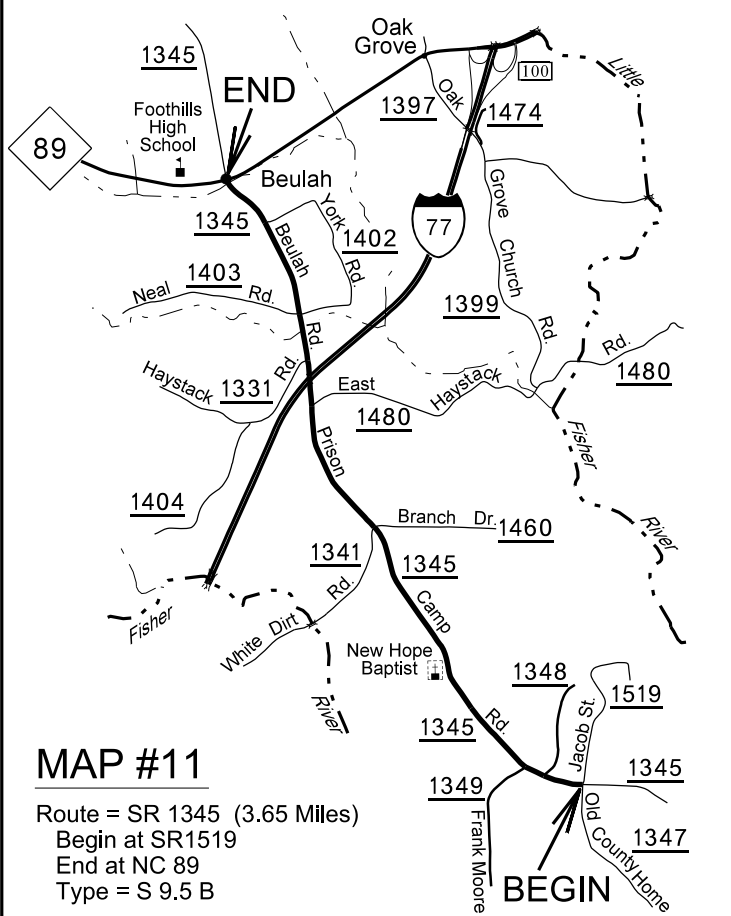 Oak
Grove
1345
END
100
Little
Foothills
High
School
1397
Oak
1474
89
Beulah
Grove
York
1345
77
Beulah
1402
Rd.
1403
Church
Neal Rd.
1399
Rd.
Rd.
Rd.
Rd.
Haystack
1331
East
Haystack
1480
1480
Prison
Fisher
1404
Branch Dr.
1460
River
1341
1345
Rd.
Camp
Fisher
White Dirt
New Hope
Baptist
1348
1519
River
Rd.
Jacob St.
1345
MAP #11
1345
1349
Route = SR 1345 (3.65 Miles)
Begin at SR1519
End at NC 89
Type = S 9.5 B
Frank Moore
Old
County Home
1347
BEGIN